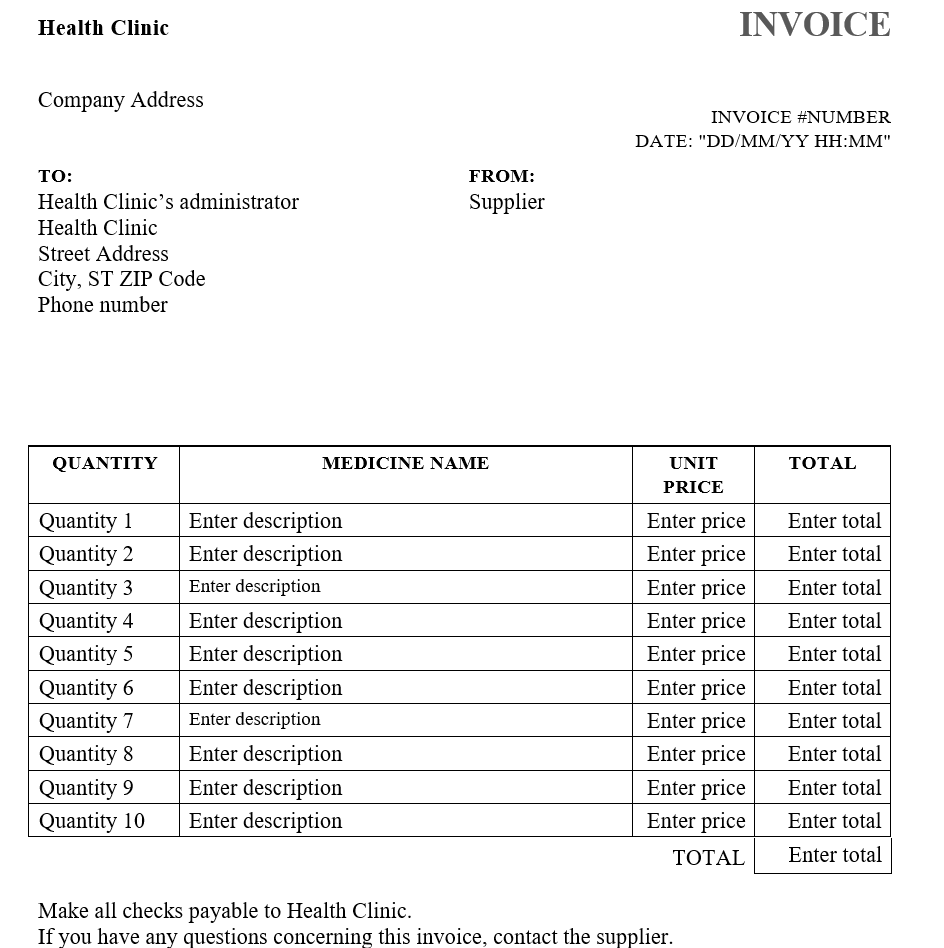 Health Clinic
INVOICE
Company Address
INVOICE #NUMBER
DATE: "DD/MM/YY HH:MM"
TO:
Health Clinic’s administrator
Health Clinic
Street Address
City, ST ZIP Code
Phone number
FROM:
Supplier
QUANTITY MEDICINE NAME UNIT PRICE TOTAL
Quantity 1 Enter description Enter price Enter total
Quantity 2 Enter description Enter price Enter total
Quantity 3 Enter description Enter price Enter total
Quantity 4 Enter description Enter price Enter total
Quantity 5 Enter description Enter price Enter total
Quantity 6 Enter description Enter price Enter total
Quantity 7 Enter description Enter price Enter total
Quantity 8 Enter description Enter price Enter total
Quantity 9 Enter description Enter price Enter total
Quantity 10 Enter description Enter price Enter total
TOTAL Enter total
Make all checks payable to Health Clinic.
If you have any questions concerning this invoice, contact the supplier.